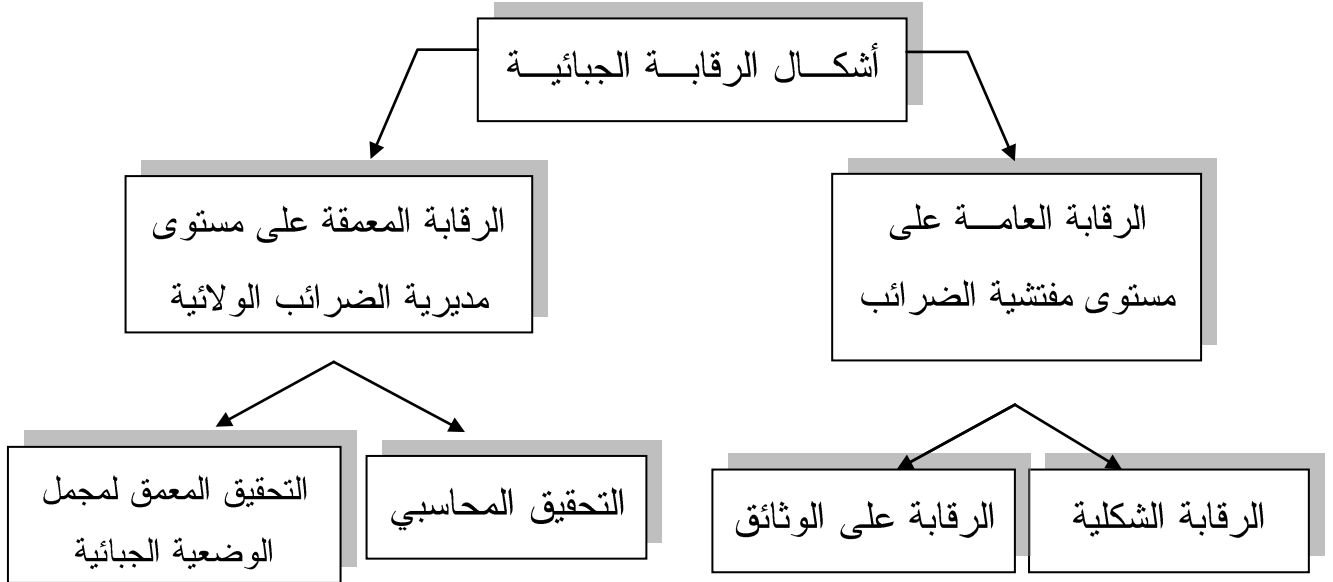 أشكـــال الرقابـــة الجبائيـــة
الرقابة العامـــة على
مستوى مفتشية الضرائب
الرقابة المعمقة على مستوى
مديرية الضرائب الولائية
الرقابة الشكلية
الرقابة على الوثائق
التحقيق المحاسبي
التحقيق المعمق لمجمل
الوضعية الجبائية